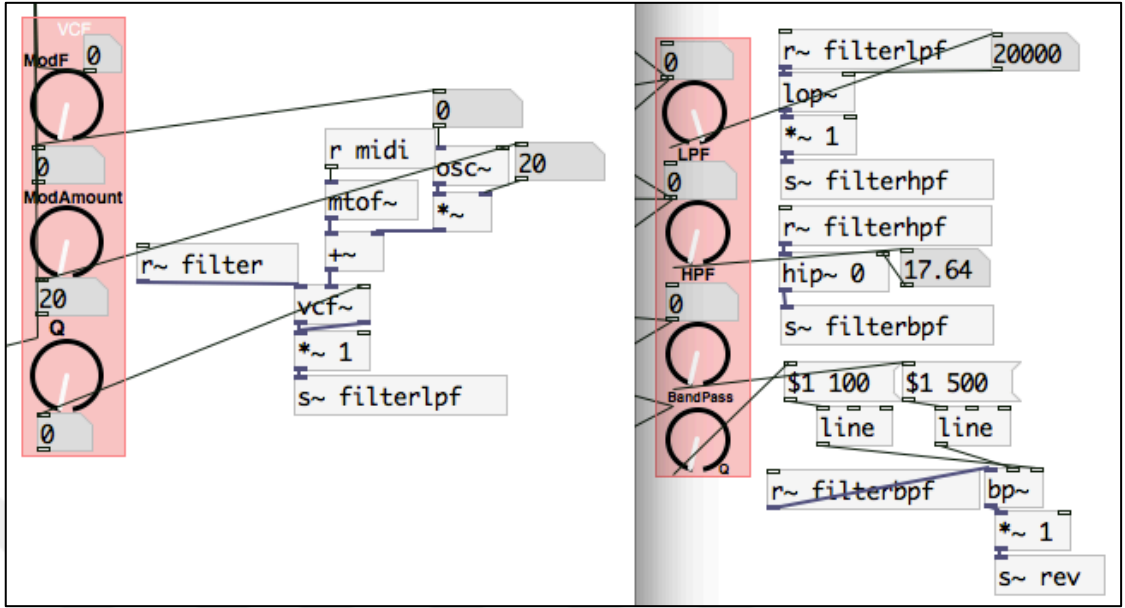 VCF
0
ModF
0
ModAmount
20
Q
0
0
r midi
osc~
20
mtof~
*~
r~ filter
+~
vcf~
*~ 1
s~ filterlpf
0
LPF
0
HPF
0
BandPass
Q
r~ filterlpf
20000
lop~
*~ 1
s~ filterhpf
r~ filterhpf
hip~ 0
17.64
s~ filterbpf
$1 100
$1 500
line
line
r~ filterbpf
bp~
*~ 1
s~ rev